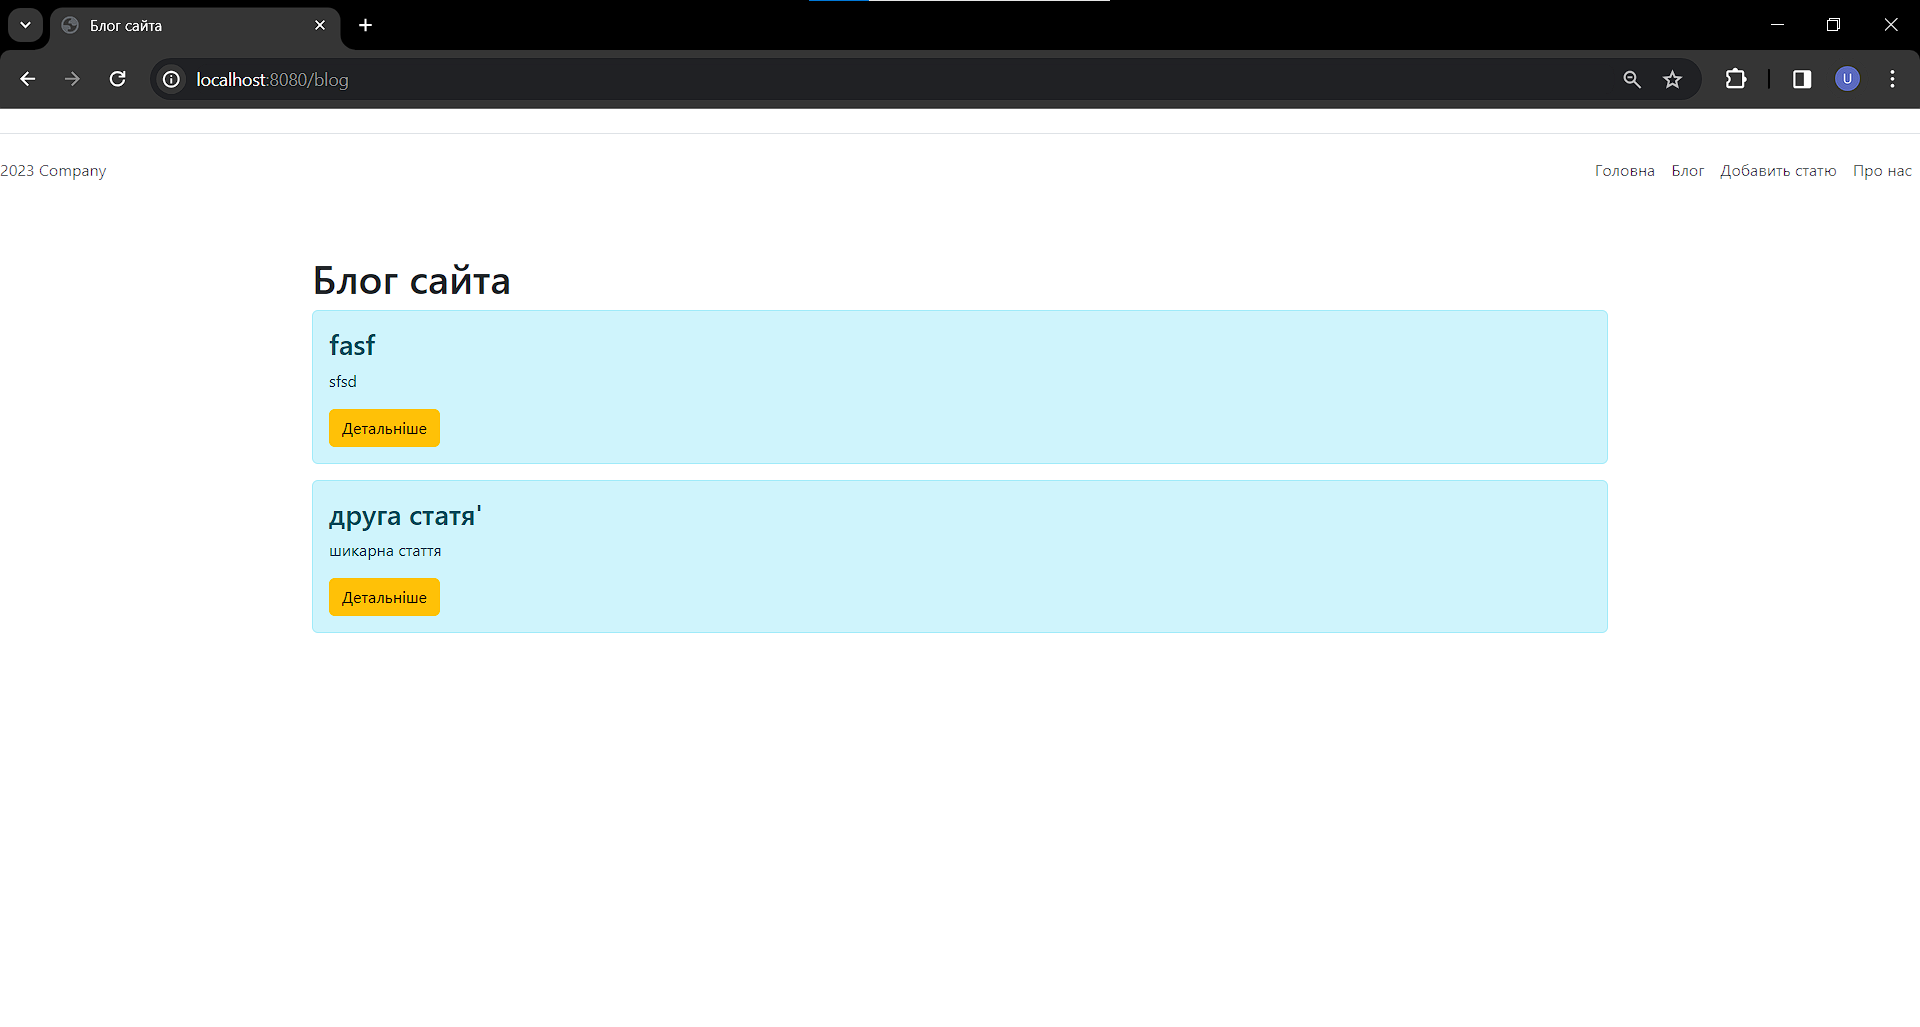 Блог сайта
localhost:8080/blog
U
2023 Company
Головна Блог Добавить статю Про нас
Блог сайта
fasf
sfsd
Детальніше
друга статя'
шикарна стаття
Детальніше